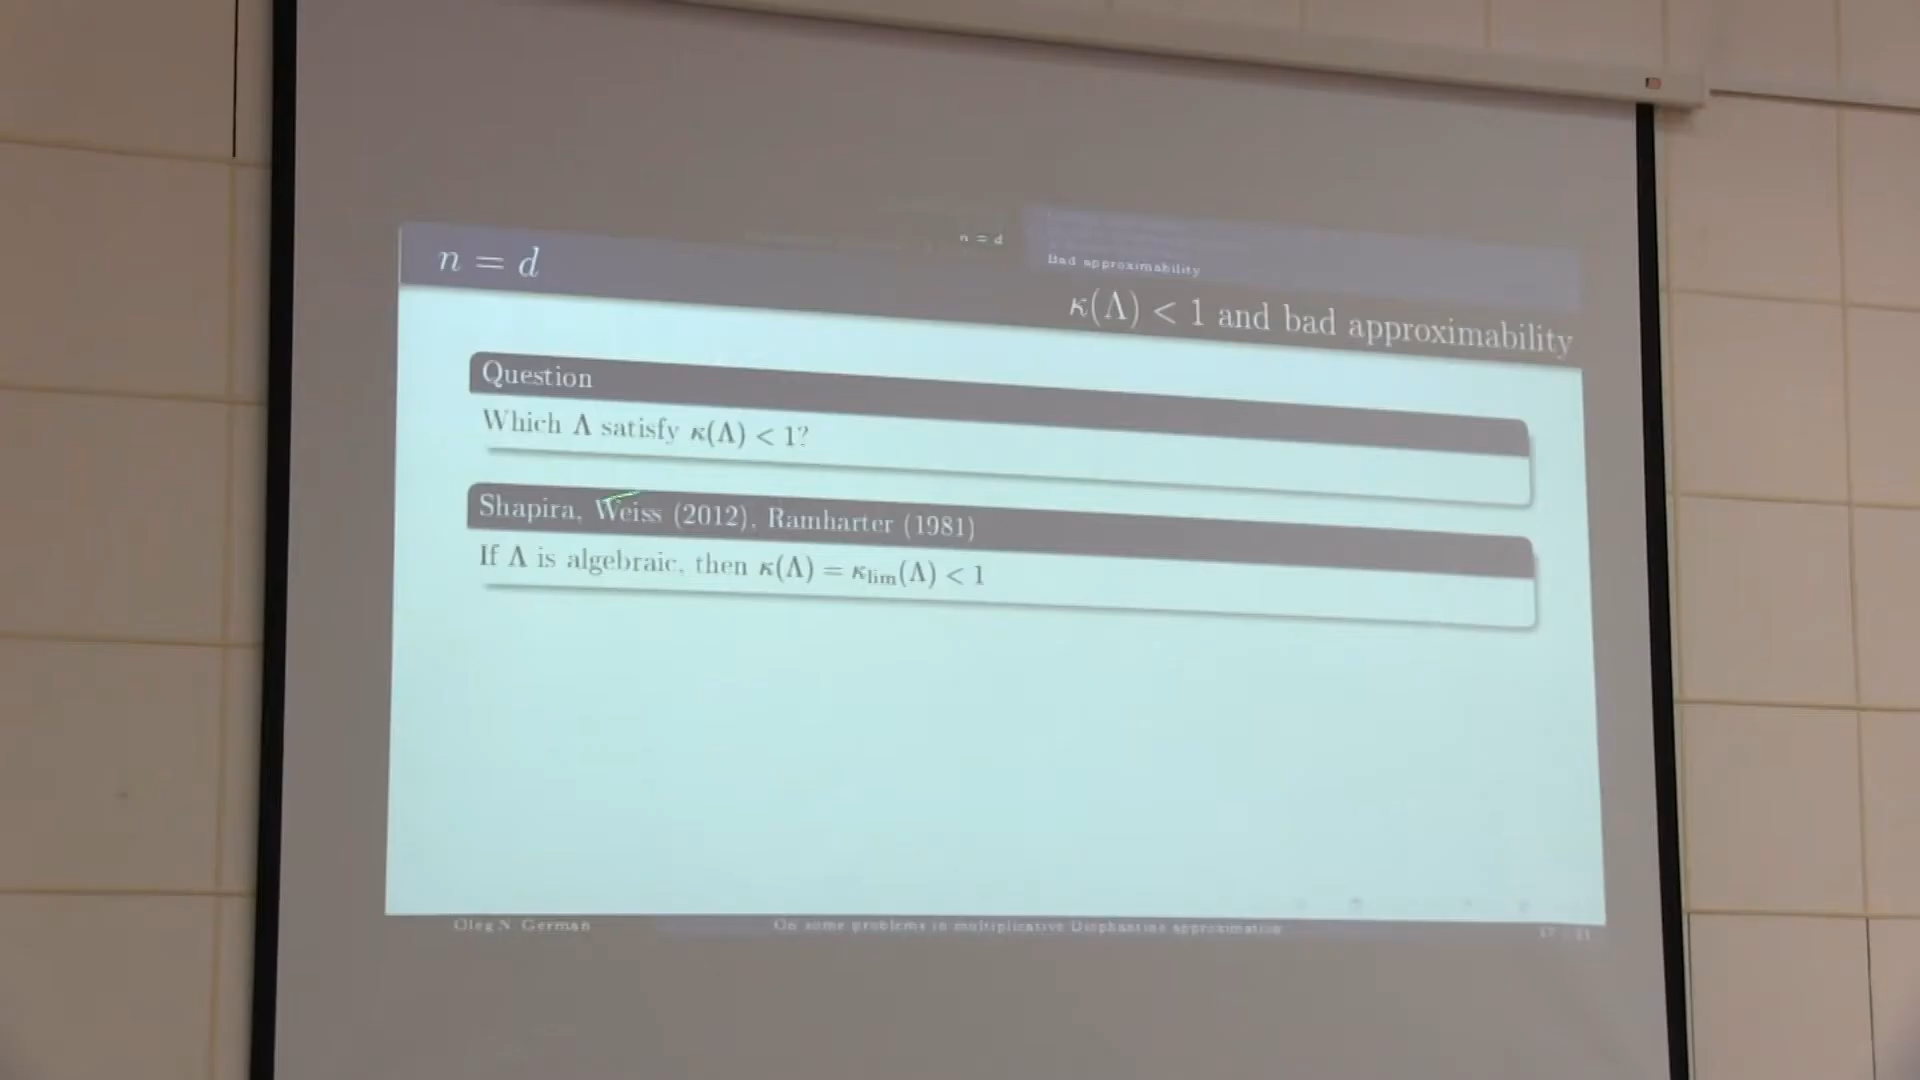 n = d
Bad approximability
n = d
κ(Λ) < 1 and bad approximability
Question
Which Λ satisfy κ(Λ) < 1?
Shapira, Weiss (2012), Ramharter (1981)
If Λ is algebraic, then κ(Λ) = κlim(Λ) < 1
Oleg N. German
On some problems in multiplicative Diophantine approximation